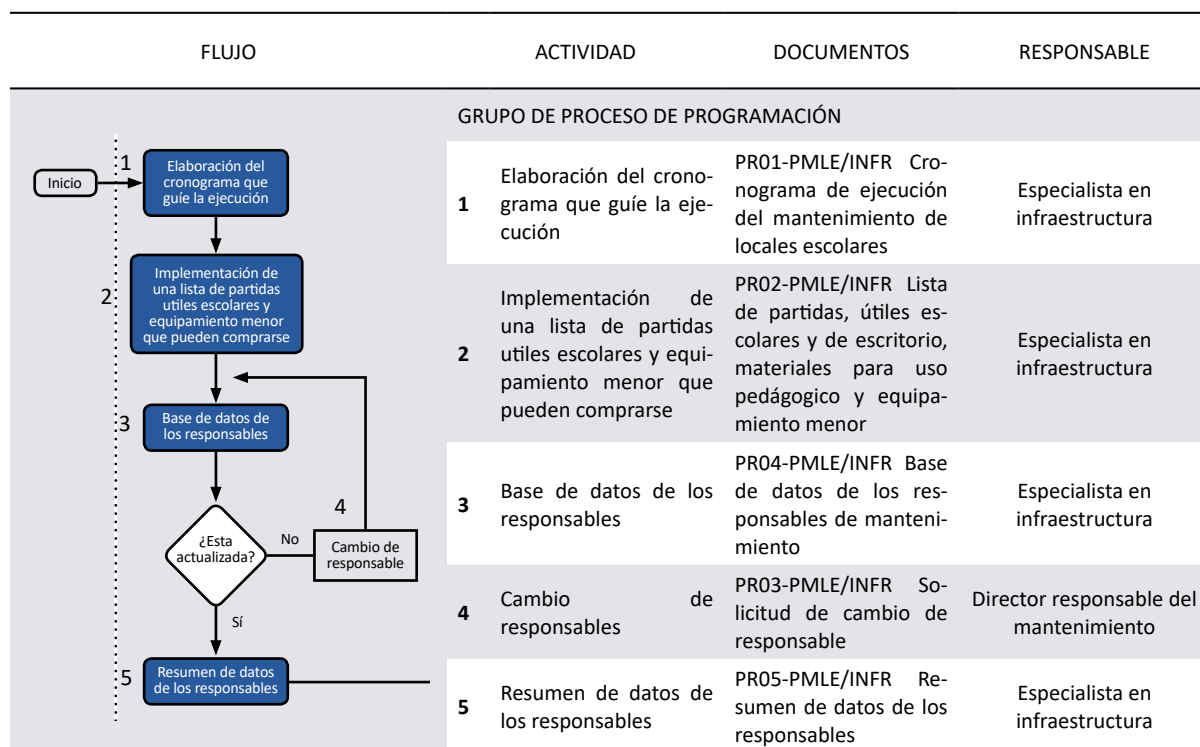 FLUJO
ACTIVIDAD
DOCUMENTOS
RESPONSABLE
Inicio
1
Elaboración del
cronograma que
guíe la ejecución
2
Implementación de
una lista de partidas
utiles escolares y
equipamiento menor
que pueden comprarse
3
Base de datos de
los responsables
¿Esta
actualizada?
No
4
Cambio de
responsable
Sí
5
Resumen de datos
de los responsables
GRUPO DE PROCESO DE PROGRAMACIÓN
1
Elaboración del crono-
grama que guíe la eje-
cución
PR01-PMLE/INFR Cro-
nograma de ejecución
del mantenimiento de
locales escolares
Especialista en
infraestructura
2
Implementación de
una lista de partidas
utiles escolares y equi-
pamiento menor que
pueden comprarse
PR02-PMLE/INFR Lista
de partidas, útiles es-
colares y de escritorio,
materiales para uso
pedágogico y equipa-
miento menor
Especialista en
infraestructura
3
Base de datos de los
responsables
PR04-PMLE/INFR Base
de datos de los res-
ponsables de manteni-
miento
Especialista en
infraestructura
4
Cambio de
responsables
PR03-PMLE/INFR So-
licitud de cambio de
responsable
Director responsable del
mantenimiento
5
Resumen de datos de
los responsables
PR05-PMLE/INFR Re-
sumen de datos de los
responsables
Especialista en
infraestructura